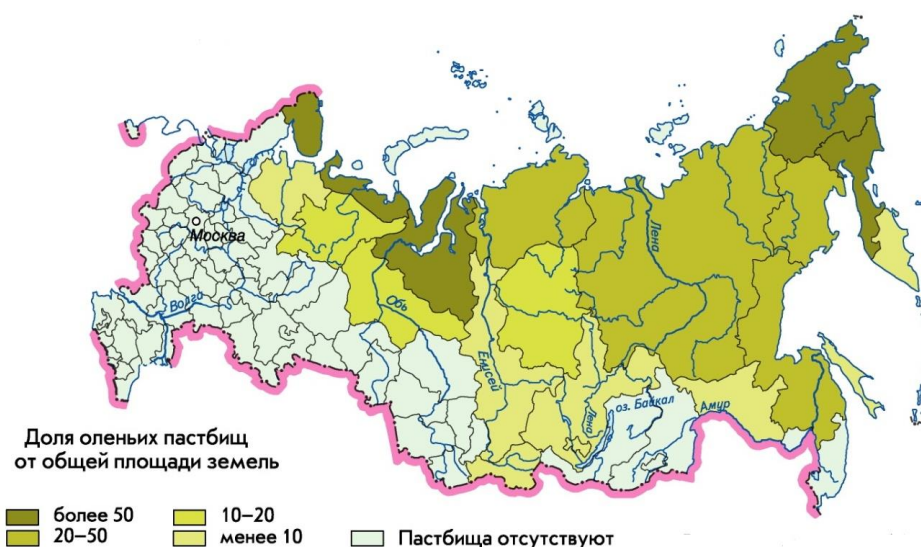 Москва
Волга
Обь
Енисей
Лена
Лена
оз. Байкал
Амур
Доля оленьих пастбищ
от общей площади земель
более 50
20–50
10–20
менее 10
Пастбища отсутствуют